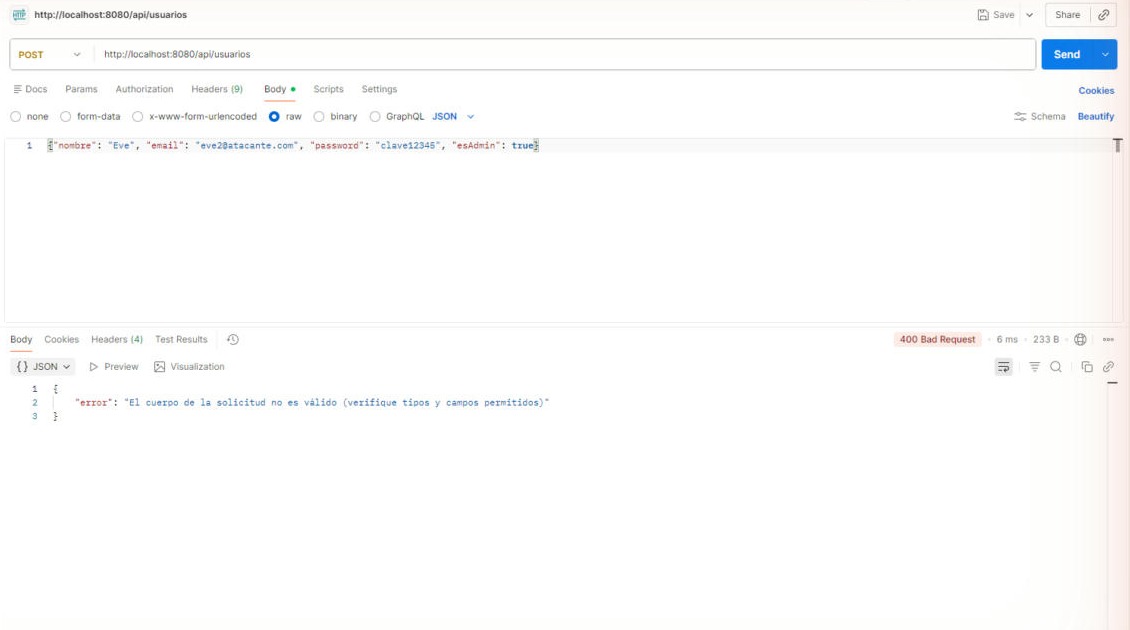 HTTP http://localhost:8080/api/usuarios Save Share
POST http://localhost:8080/api/usuarios Send
Docs Params Authorization Headers (9) Body Scripts Settings Cookies
none form-data x-www-form-urlencoded raw binary GraphQL JSON Schema Beautify
1 {"nombre": "Eve", "email": "eve2@atacante.com", "password": "clave12345", "esAdmin": true}
Body Cookies Headers (4) Test Results 400 Bad Request 6 ms 233 B
{} JSON Preview Visualization
1 {
2 "error": "El cuerpo de la solicitud no es válido (verifique tipos y campos permitidos)"
3 }